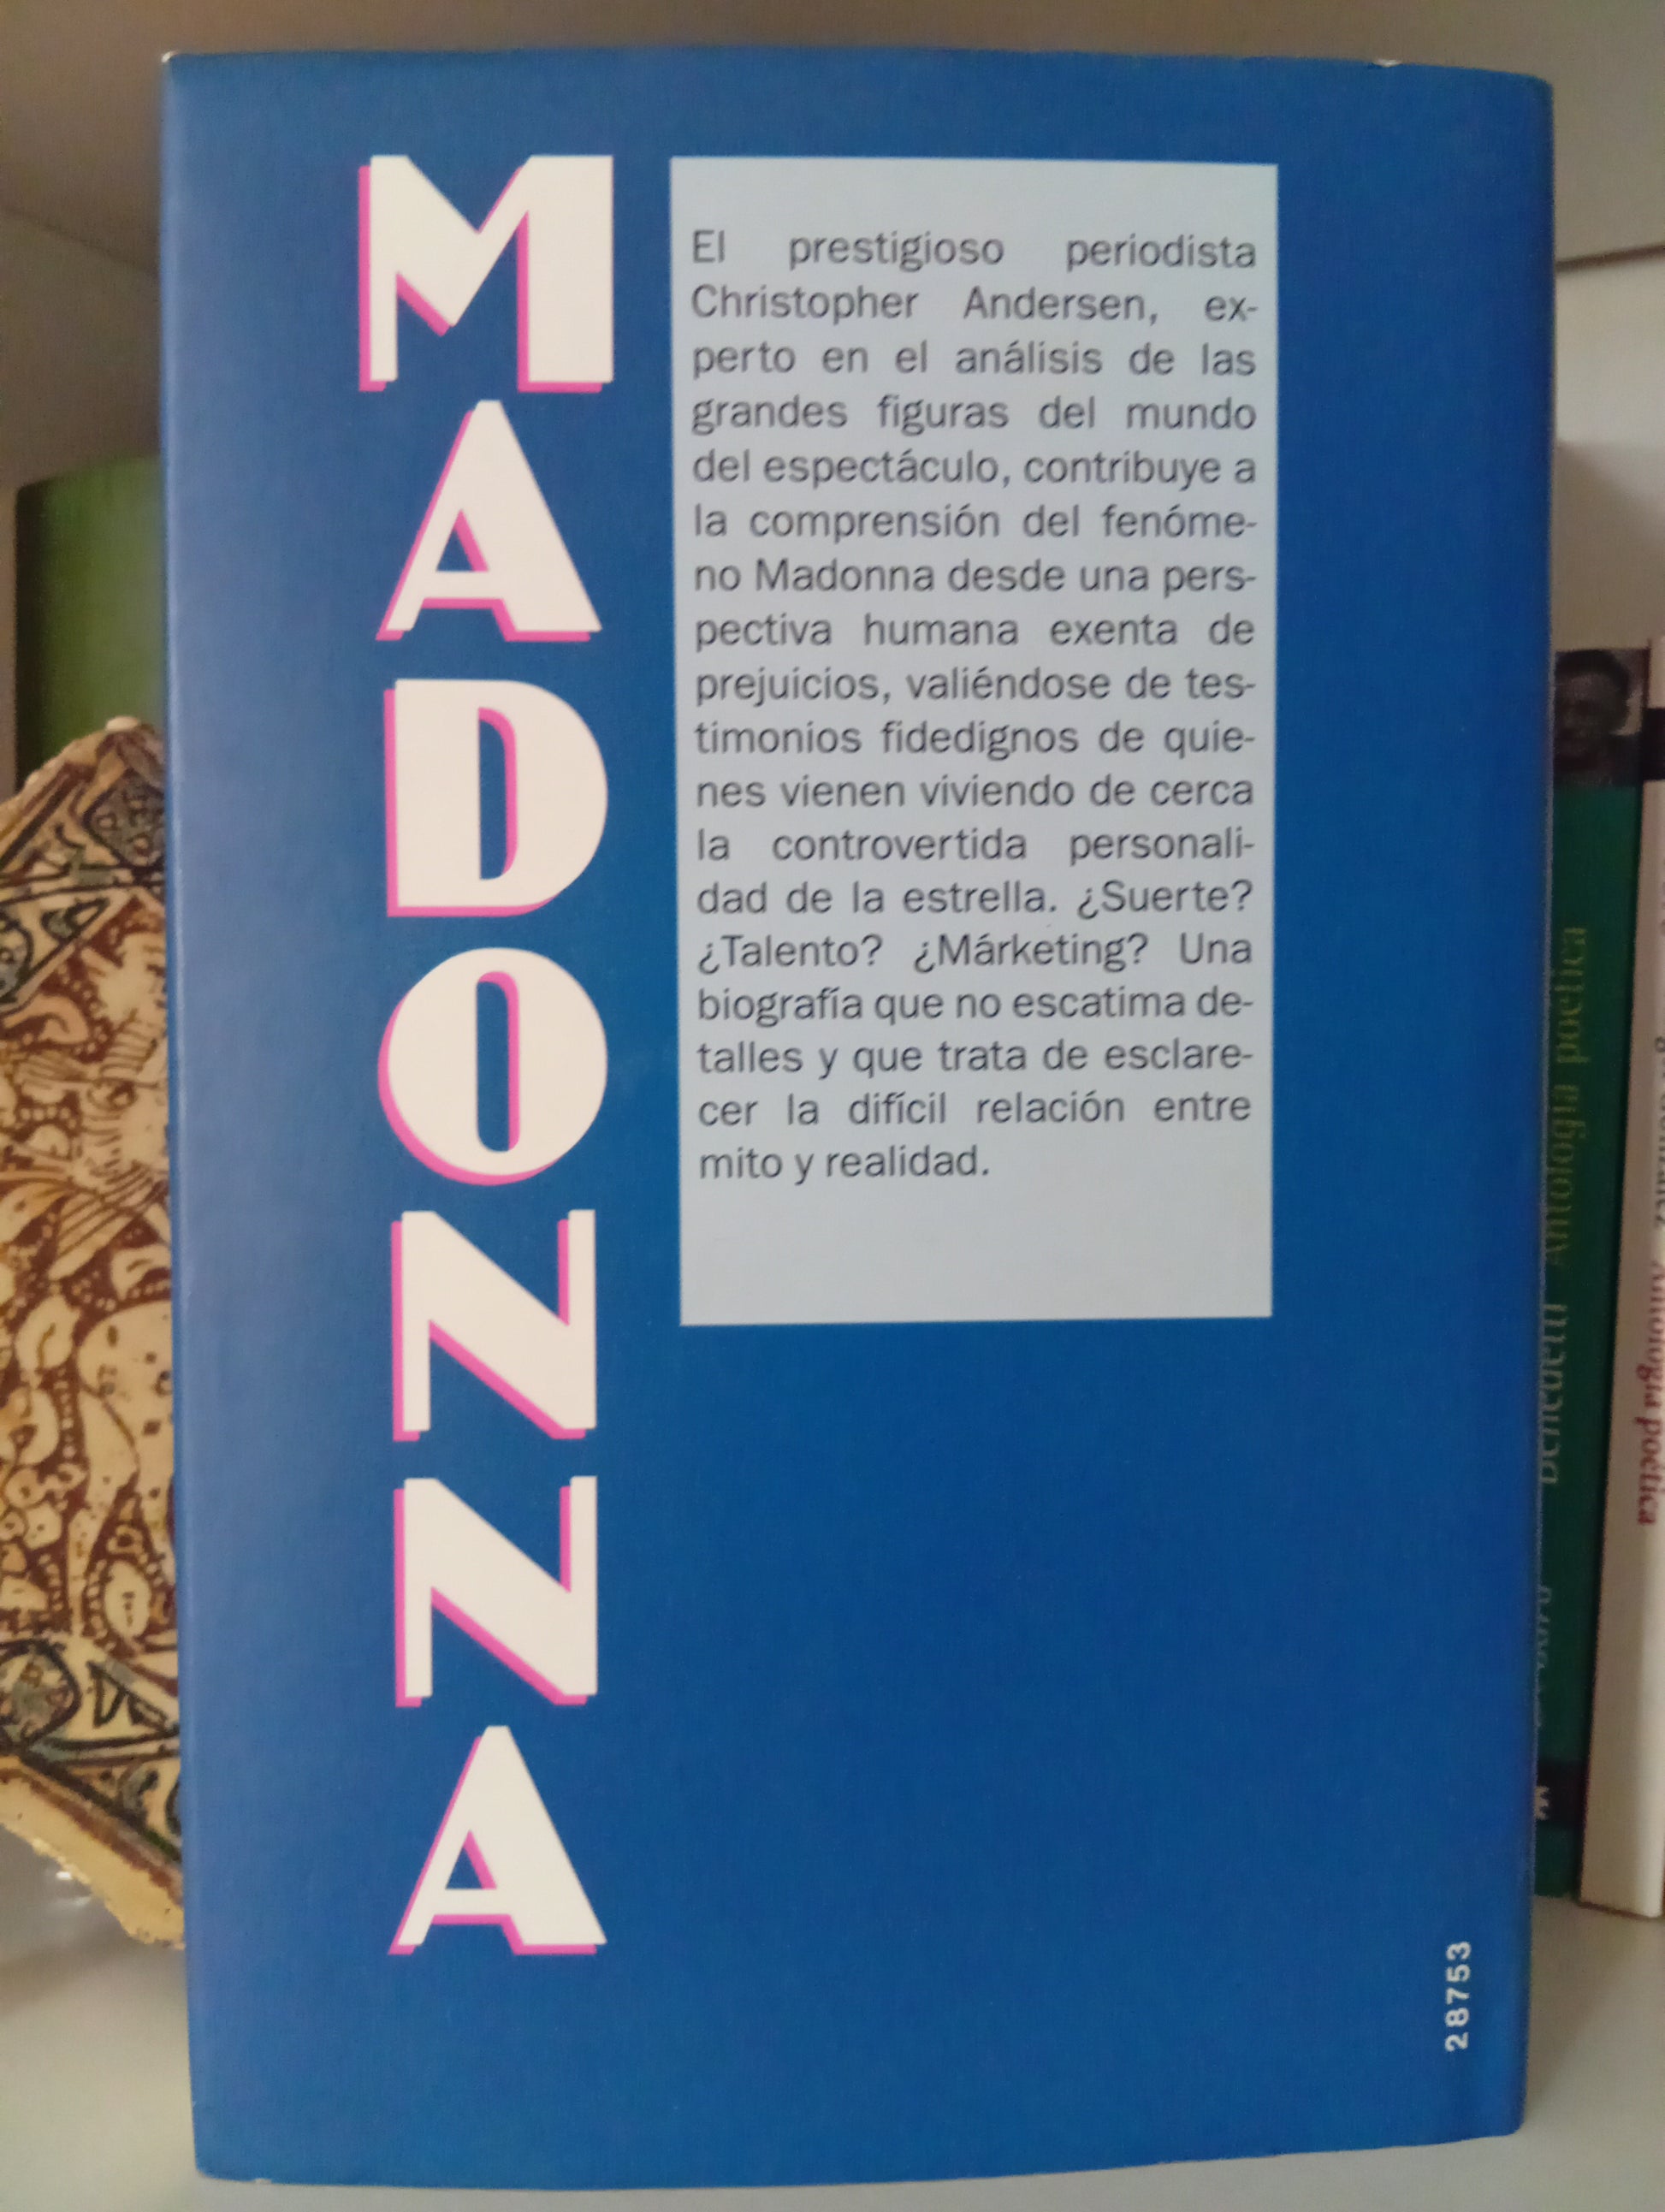 MADONNA
El prestigioso periodista
Christopher Andersen, ex-
perto en el análisis de las
grandes figuras del mundo
del espectáculo, contribuye a
la comprensión del fenóme-
no Madonna desde una pers-
pectiva humana exenta de
prejuicios, valiéndose de tes-
timonios fidedignos de quie-
nes vienen viviendo de cerca
la controvertida personali-
dad de la estrella. ¿Suerte?
¿Talento? ¿Márketing? Una
biografía que no escatima de-
talles y que trata de esclare-
cer la difícil relación entre
mito y realidad.
28753
Benedetti Antología poética
Antología poética